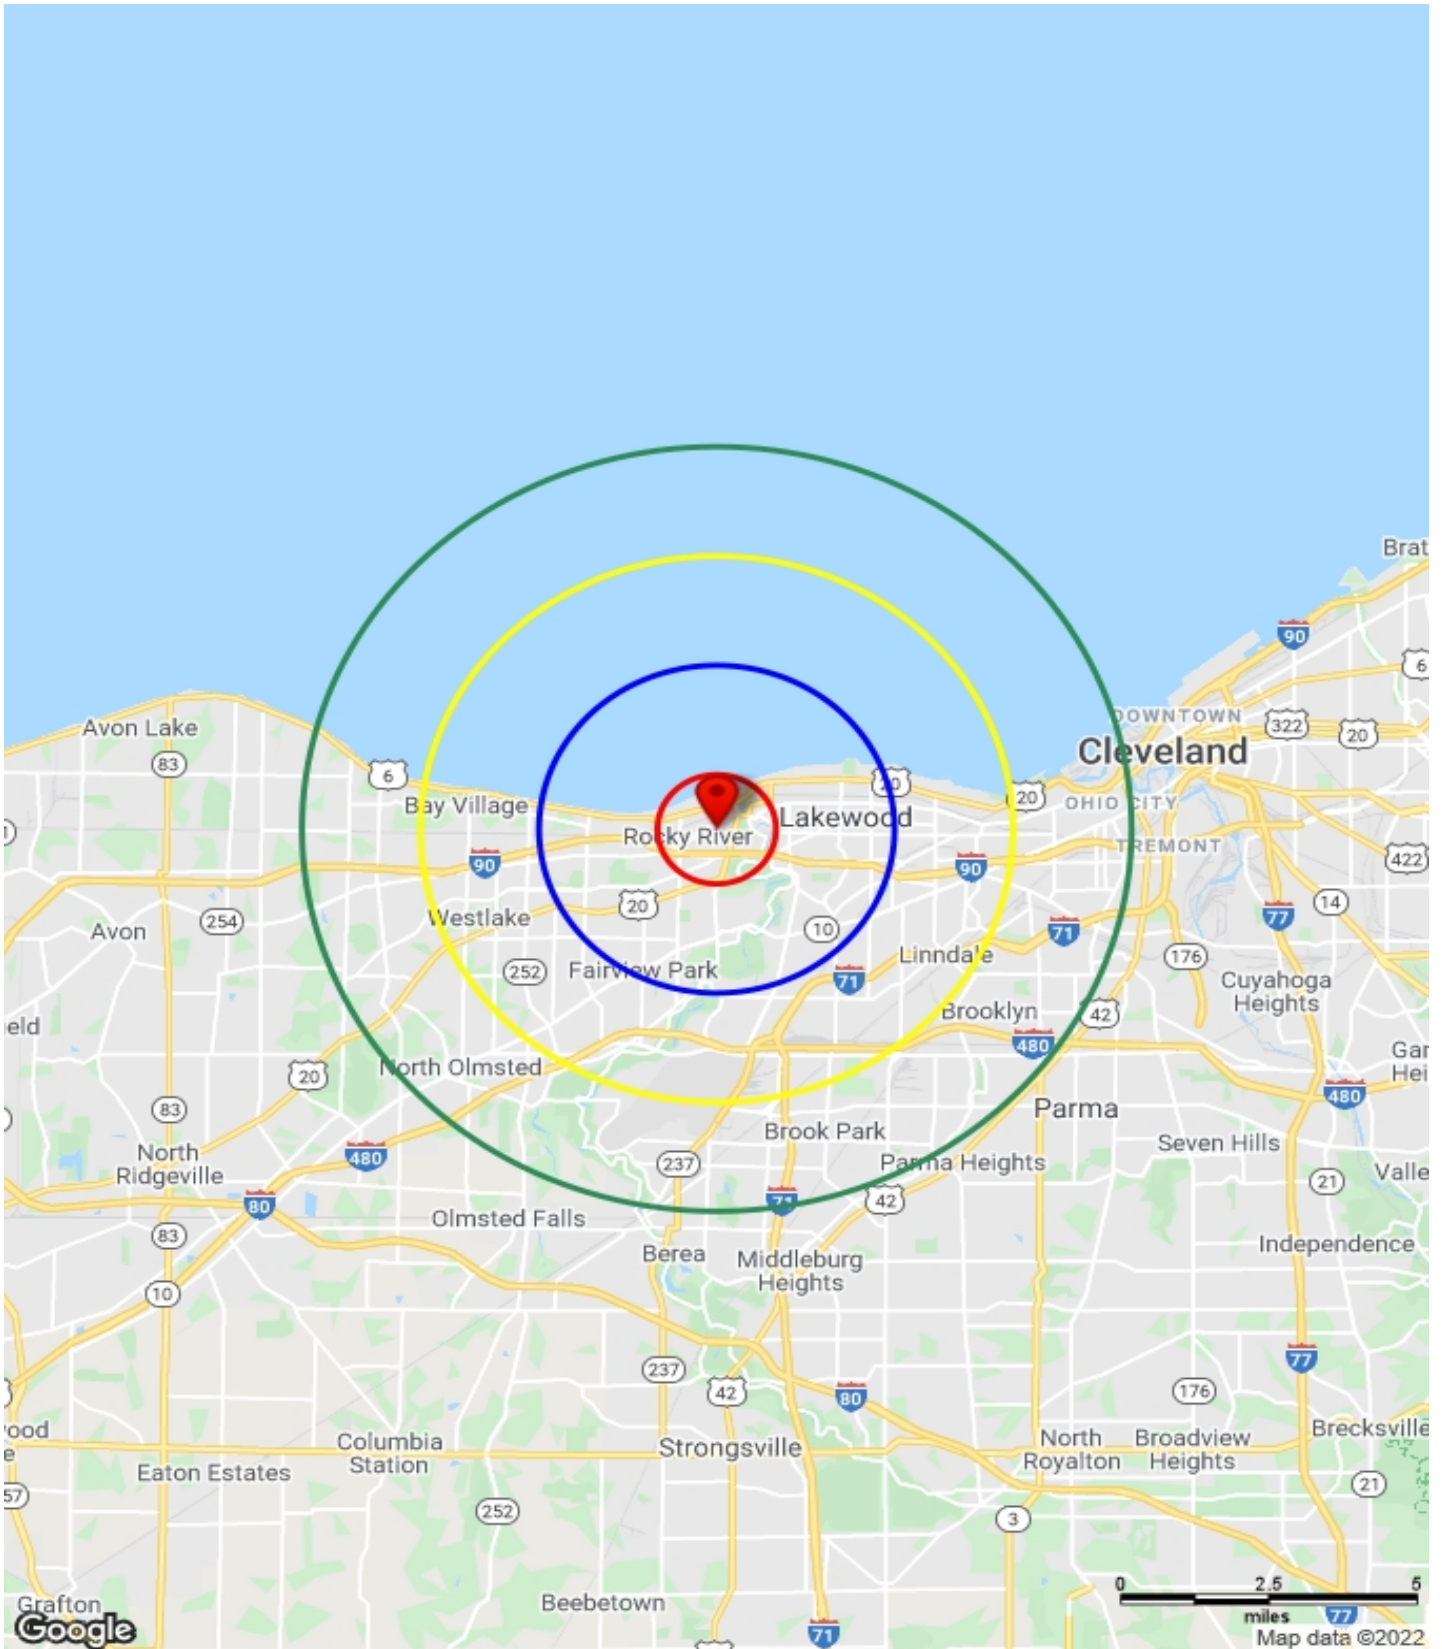 Brat
90
6
DOWNTOWN
322
20
Avon Lake
Cleveland
83
6
20
20
Bay Village
OHIO CITY
Lakewood
Rocky River
TREMONT
90
90
422
14
20
254
Westlake
77
10
Avon
71
Linndale
176
252
Fairview Park
71
Cuyahoga
Heights
Brooklyn
42
eld
480
Gar
Hei
North Olmsted
20
480
83
Parma
Brook Park
North
Ridgeville
480
237
Parma Heights
Seven Hills
Valle
21
80
71
42
Olmsted Falls
83
Berea
Middleburg
Heights
Independence
10
77
237
42
80
176
ood
e
Columbia
Station
Strongsville
North
Royalton
Broadview
Heights
Brecksville
Eaton Estates
21
57
252
3
0 2.5 5
miles
Grafton
Beebetown
77
71
Google
Map data ©2022